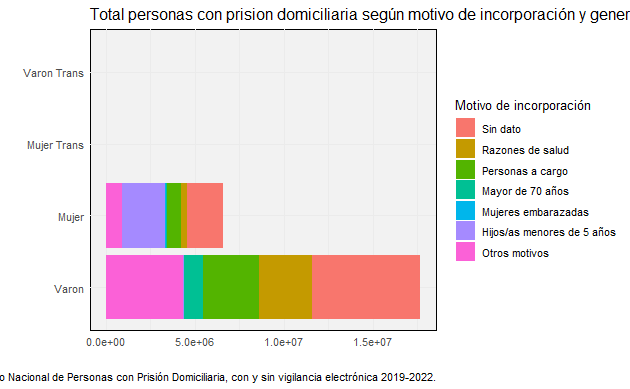 Total personas con prision domiciliaria según motivo de incorporación y gener
Varon Trans
Mujer Trans
Mujer
Varon
0.0e+00 5.0e+06 1.0e+07 1.5e+07
Motivo de incorporación
Sin dato
Razones de salud
Personas a cargo
Mayor de 70 años
Mujeres embarazadas
Hijos/as menores de 5 años
Otros motivos
o Nacional de Personas con Prisión Domiciliaria, con y sin vigilancia electrónica 2019-2022.